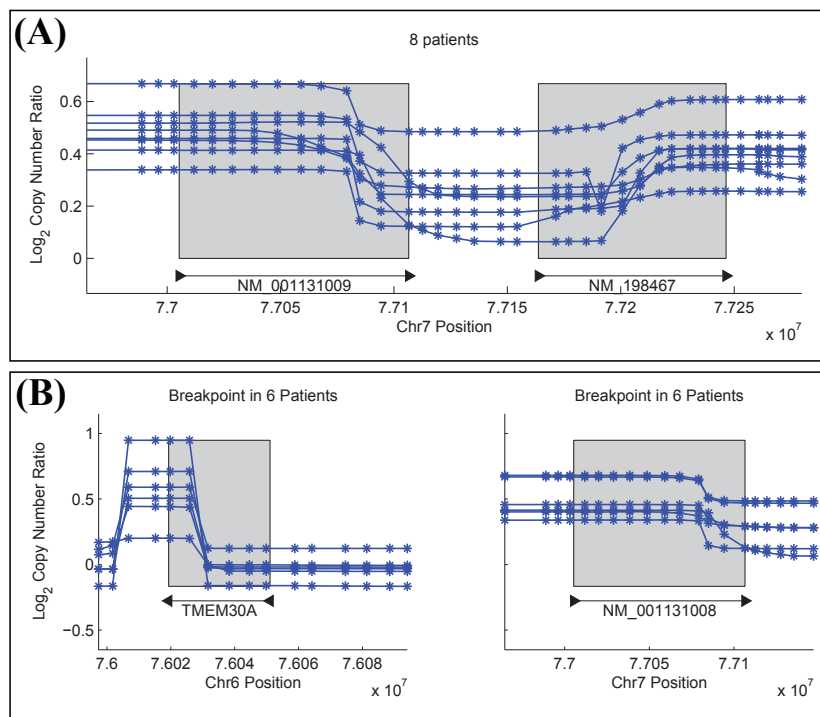 (A)
8 patients
Log2 Copy Number Ratio
0.6
0.4
0.2
0
NM_001131009
NM_198467
7.7 7.705 7.71 7.715 7.72 7.725
Chr7 Position
x 10^7
(B)
Breakpoint in 6 Patients
Breakpoint in 6 Patients
Log2 Copy Number Ratio
1
0.5
0
−0.5
TMEM30A
NM_001131008
7.6 7.602 7.604 7.606 7.608
7.7 7.705 7.71
Chr6 Position
x 10^7
Chr7 Position
x 10^7